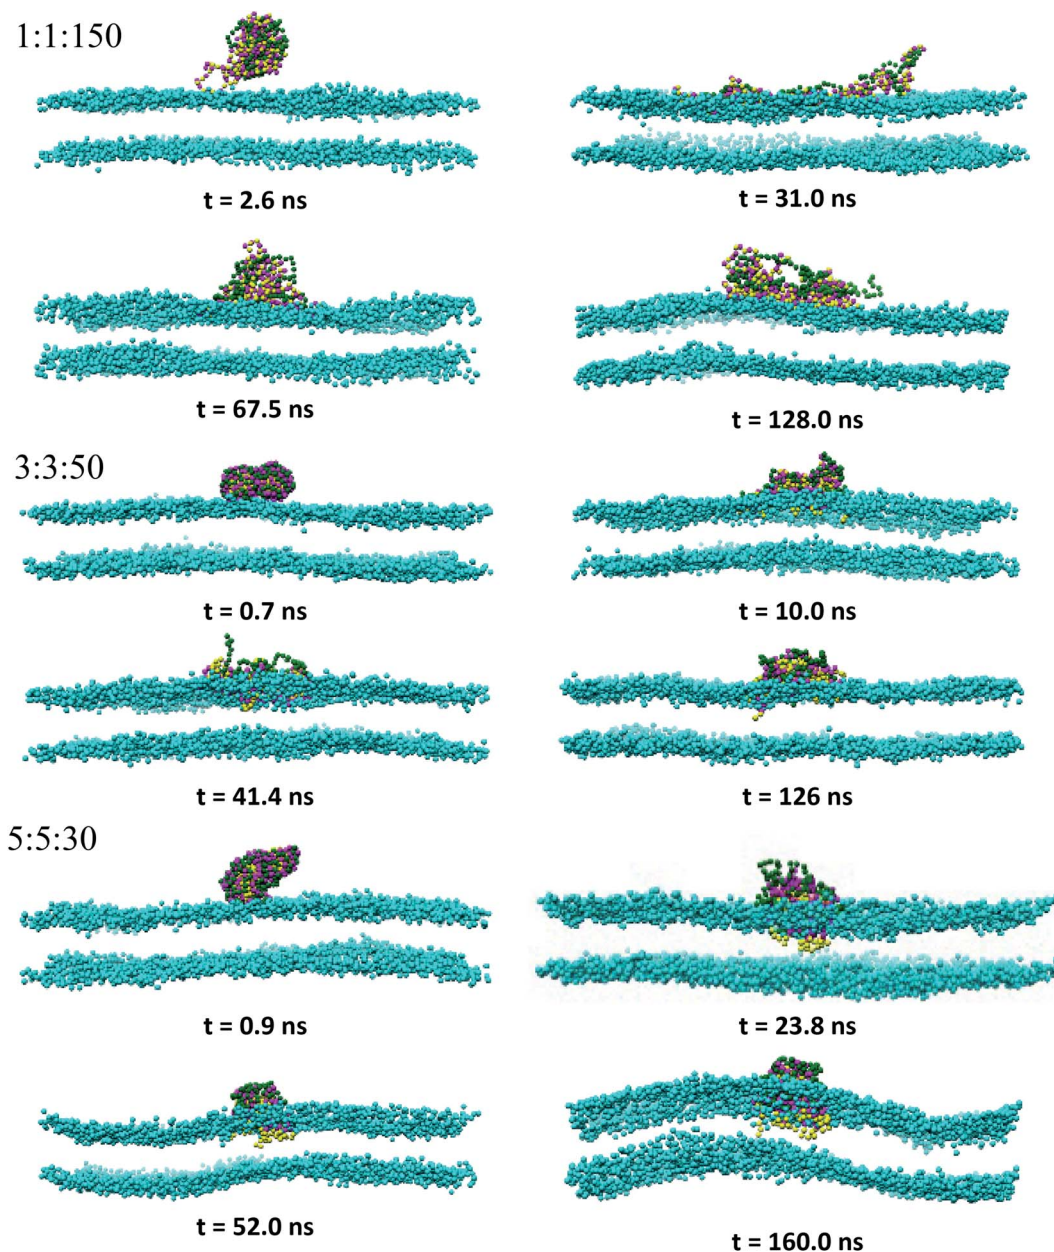 1:1:150
t = 2.6 ns
t = 31.0 ns
t = 67.5 ns
t = 128.0 ns
3:3:50
t = 0.7 ns
t = 10.0 ns
t = 41.4 ns
t = 126 ns
5:5:30
t = 0.9 ns
t = 23.8 ns
t = 52.0 ns
t = 160.0 ns